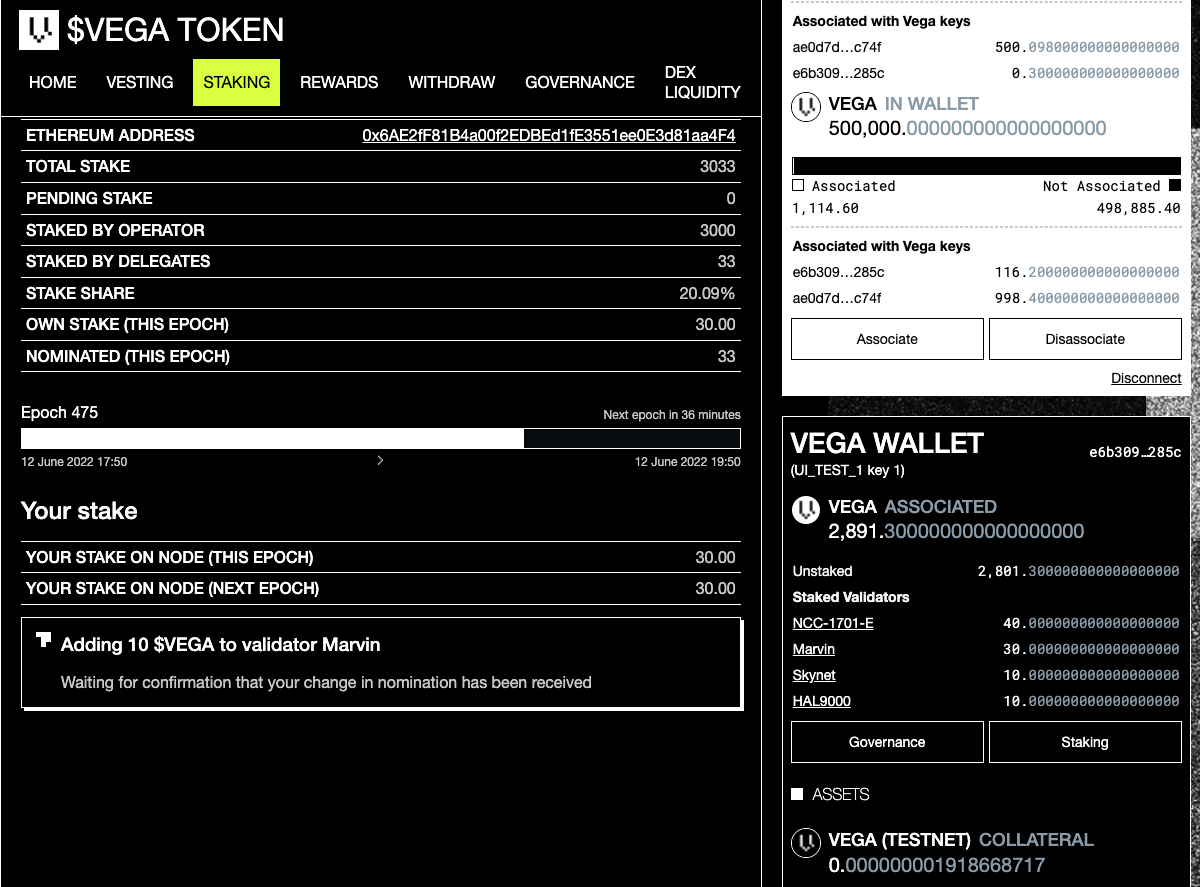 $VEGA TOKEN
HOME VESTING STAKING REWARDS WITHDRAW GOVERNANCE DEX LIQUIDITY
ETHEREUM ADDRESS 0x6AE2fF81B4a00f2EDBEd1fE3551ee0E3d81aa4F4
TOTAL STAKE 3033
PENDING STAKE 0
STAKED BY OPERATOR 3000
STAKED BY DELEGATES 33
STAKE SHARE 20.09%
OWN STAKE (THIS EPOCH) 30.00
NOMINATED (THIS EPOCH) 33
Epoch 475 Next epoch in 36 minutes
12 June 2022 17:50 > 12 June 2022 19:50
Your stake
YOUR STAKE ON NODE (THIS EPOCH) 30.00
YOUR STAKE ON NODE (NEXT EPOCH) 30.00
Adding 10 $VEGA to validator Marvin
Waiting for confirmation that your change in nomination has been received
Associated with Vega keys
ae0d7d…c74f 500.098000000000000000
e6b309…285c 0.300000000000000000
VEGA IN WALLET
500,000.000000000000000000
Associated Not Associated
1,114.60 498,885.40
Associated with Vega keys
e6b309…285c 116.200000000000000000
ae0d7d…c74f 998.400000000000000000
Associate Disassociate
Disconnect
VEGA WALLET e6b309…285c
(UI_TEST_1 key 1)
VEGA ASSOCIATED
2,891.300000000000000000
Unstaked 2,801.300000000000000000
Staked Validators
NCC-1701-E 40.000000000000000000
Marvin 30.000000000000000000
Skynet 10.000000000000000000
HAL9000 10.000000000000000000
Governance Staking
ASSETS
VEGA (TESTNET) COLLATERAL
0.000000001918668717